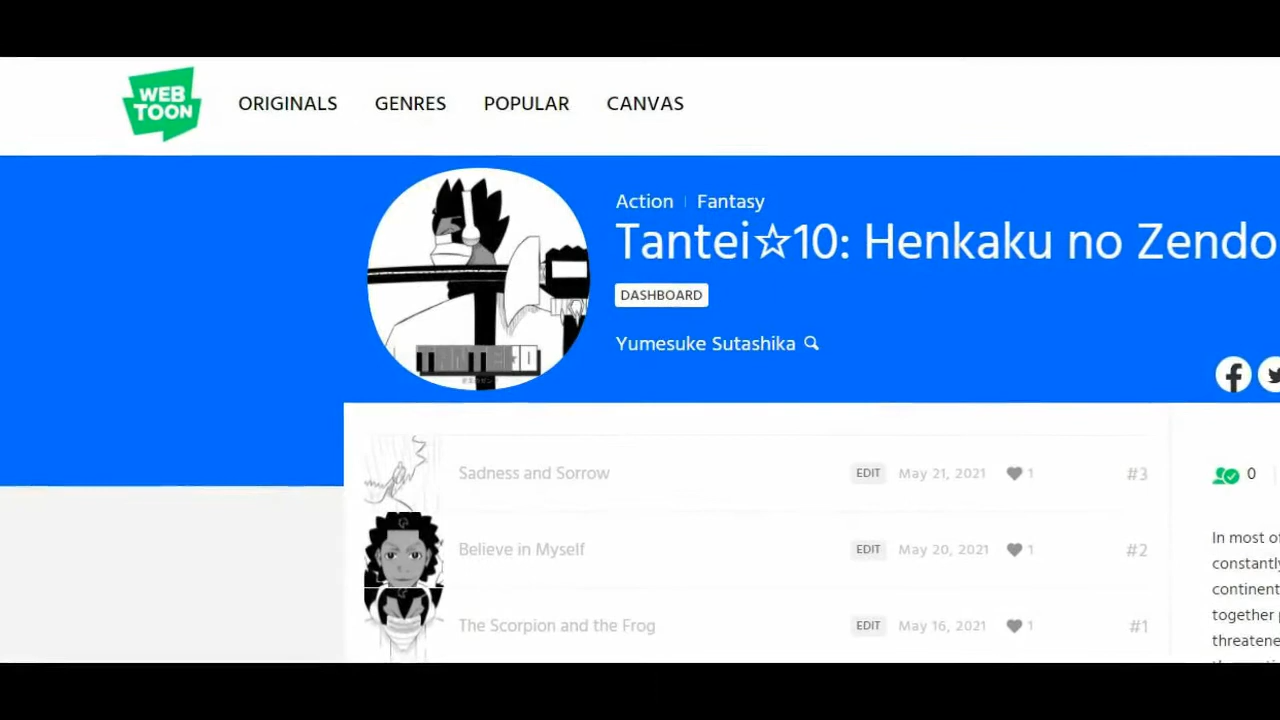 WEB
TOON
ORIGINALS GENRES POPULAR CANVAS
Action | Fantasy
Tantei☆10: Henkaku no Zendo
DASHBOARD
Yumesuke Sutashika
TANTEI☆10
Sadness and Sorrow EDIT May 21, 2021 1 #3
0
Believe in Myself EDIT May 20, 2021 1 #2
The Scorpion and the Frog EDIT May 16, 2021 1 #1
In most of
constantly
continent
together
threatene